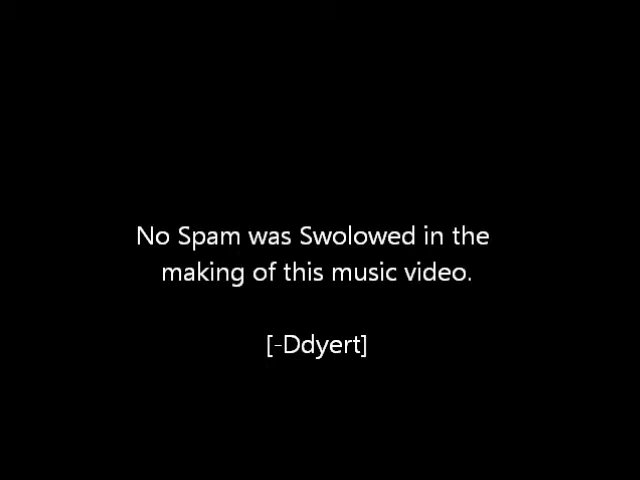 No Spam was Swolowed in the
making of this music video.
[-Ddyert]